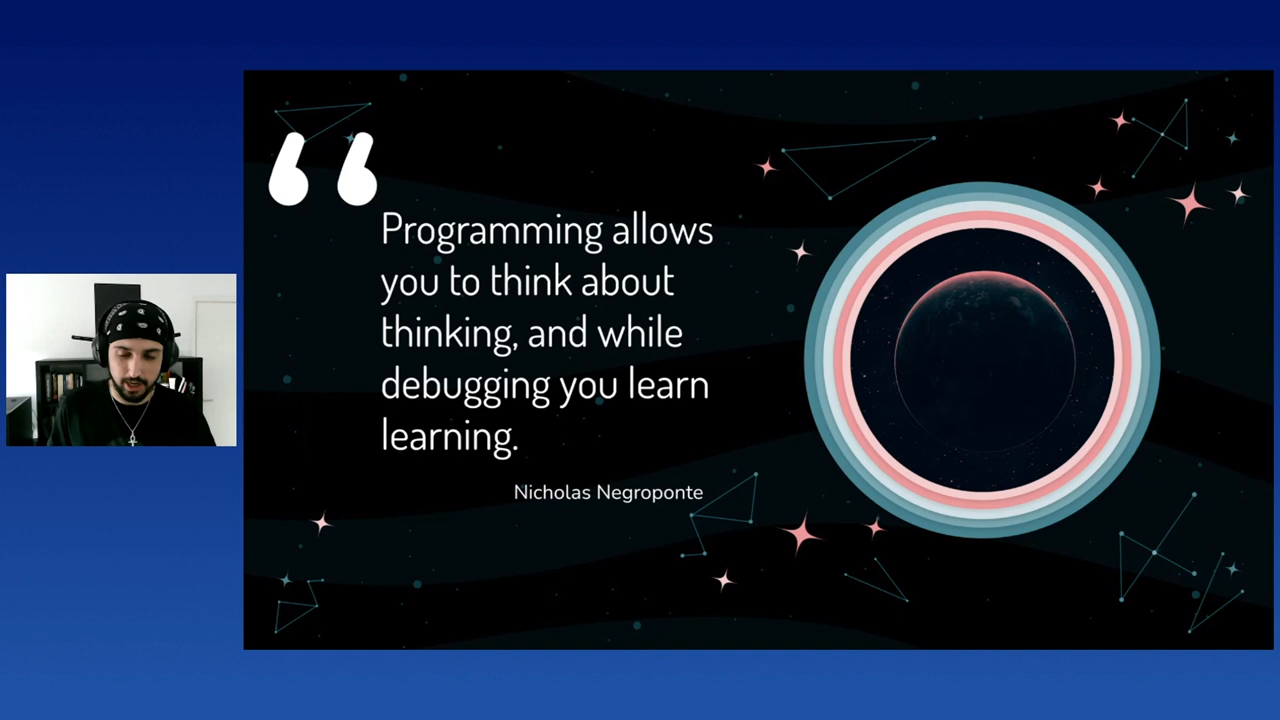 “
Programming allows
you to think about
thinking, and while
debugging you learn
learning.
Nicholas Negroponte